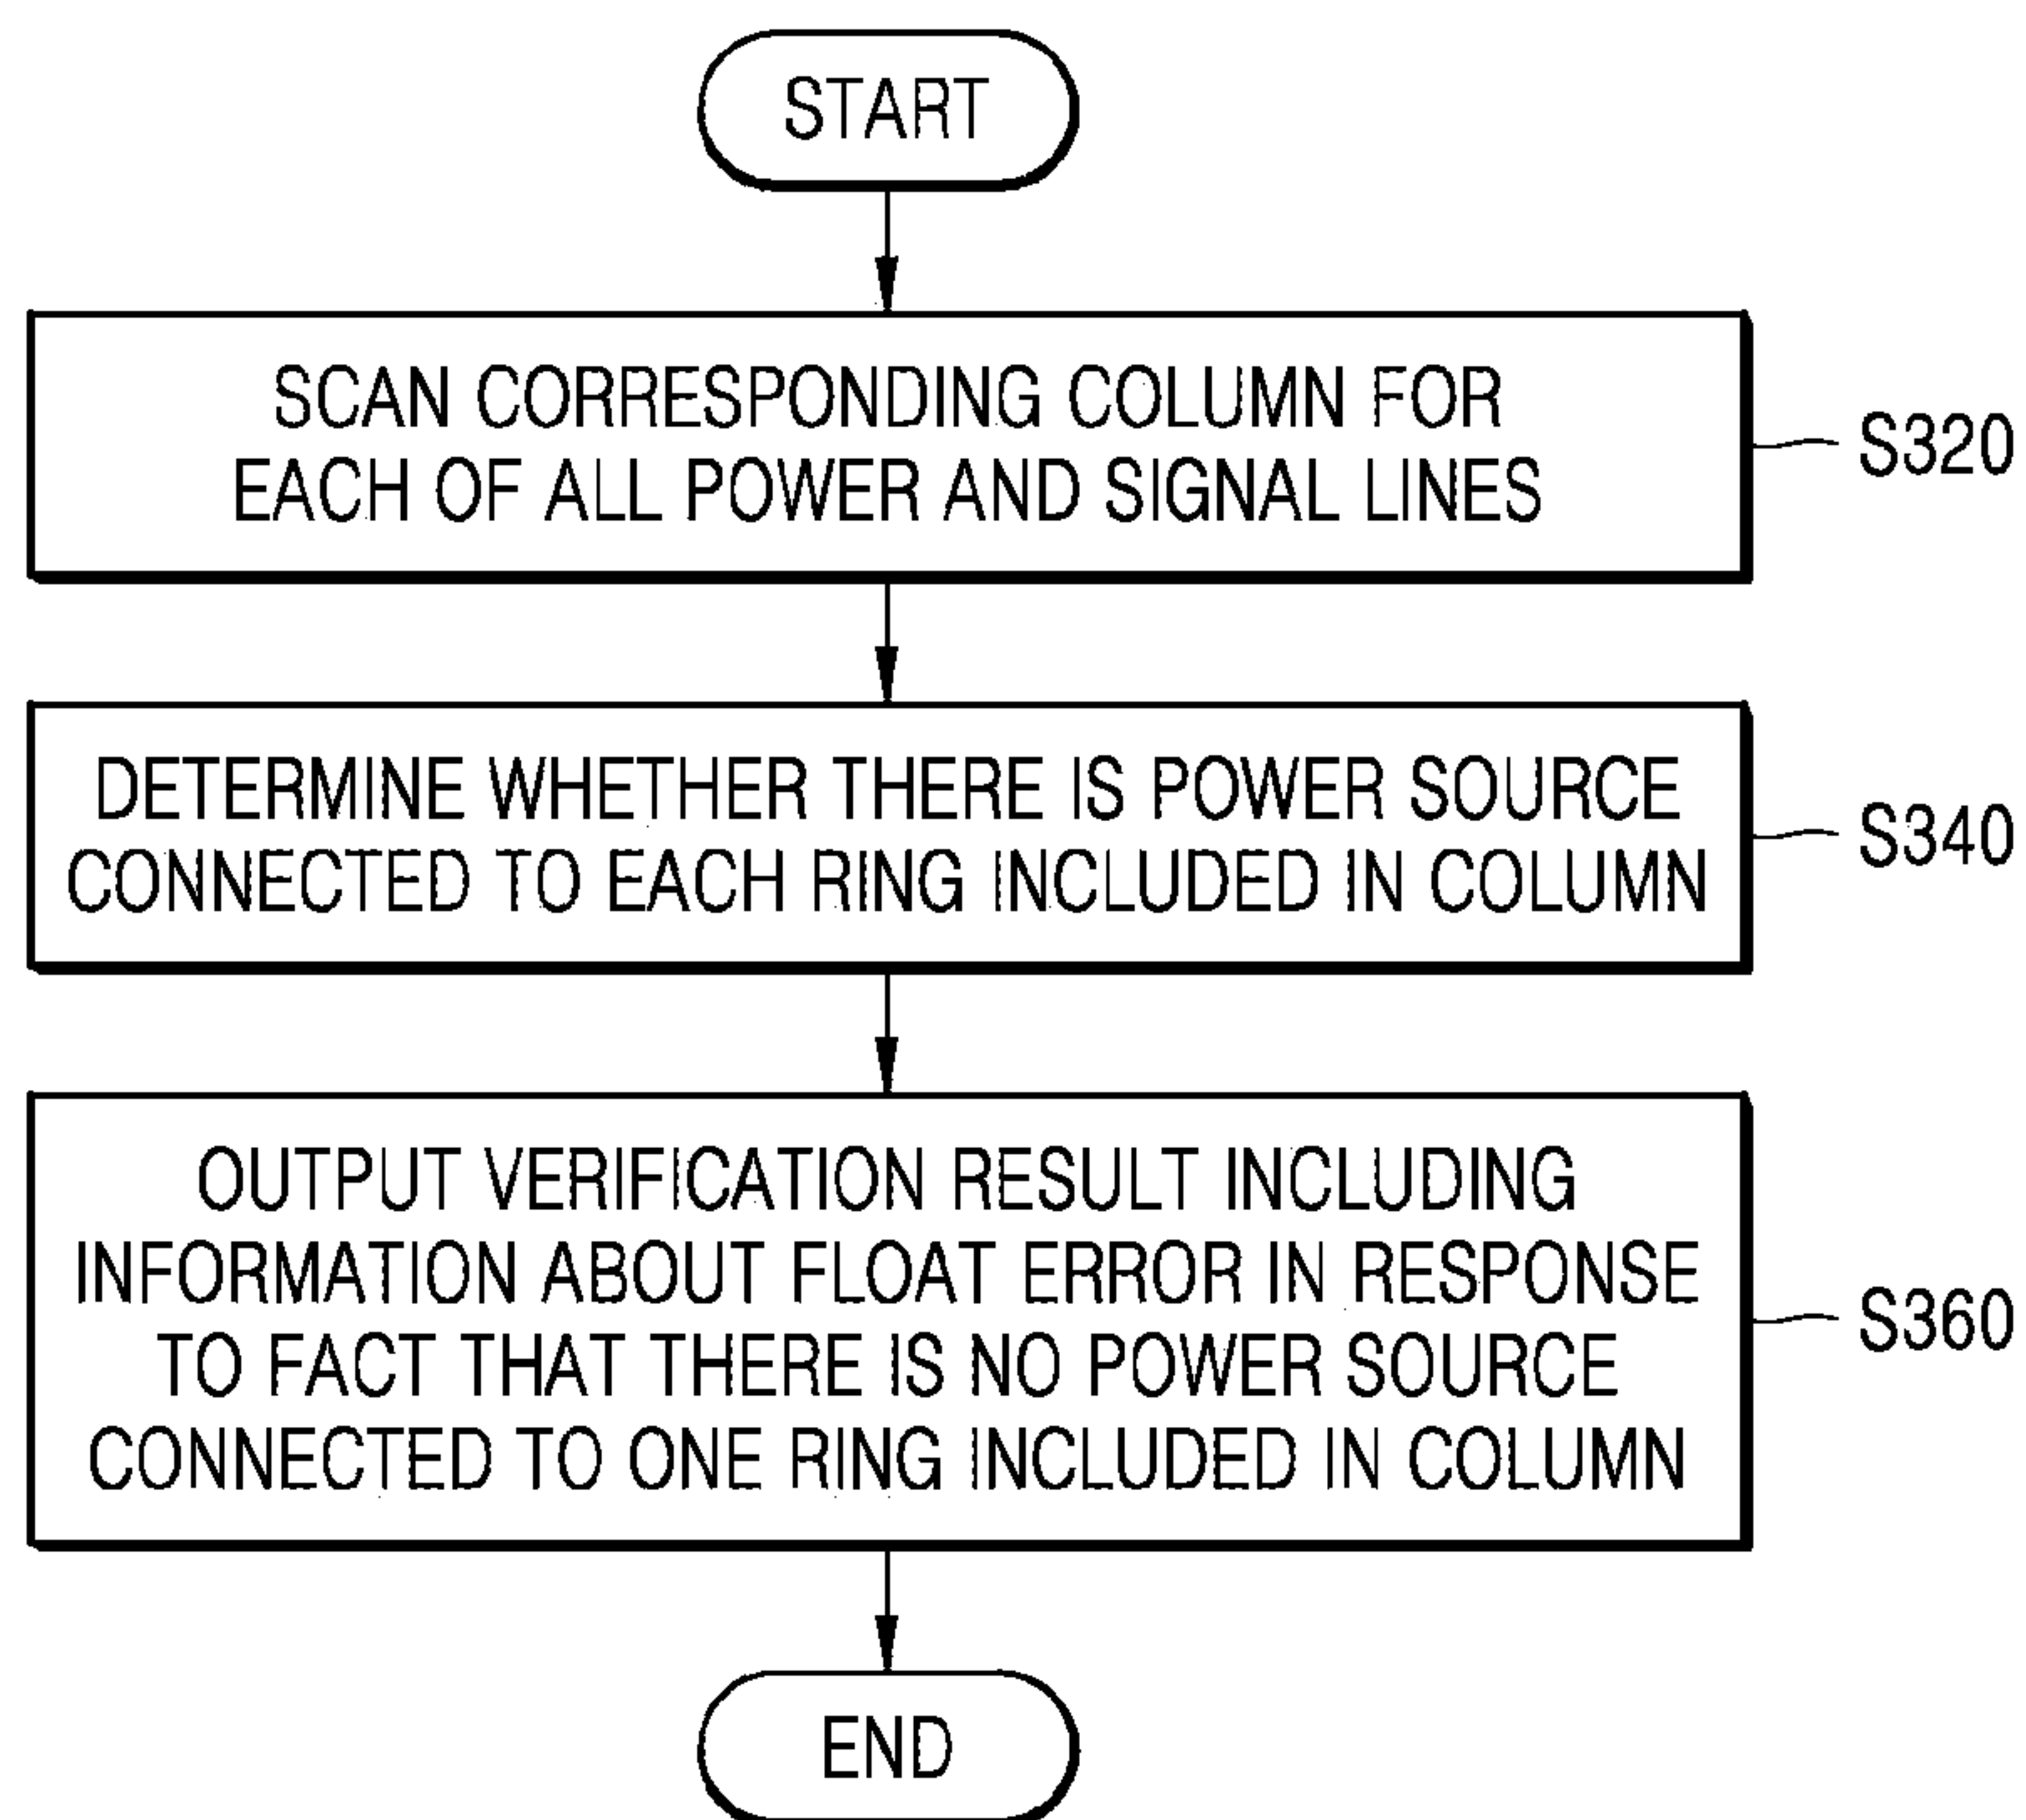 START
SCAN CORRESPONDING COLUMN FOR
EACH OF ALL POWER AND SIGNAL LINES
S320
DETERMINE WHETHER THERE IS POWER SOURCE
CONNECTED TO EACH RING INCLUDED IN COLUMN
S340
OUTPUT VERIFICATION RESULT INCLUDING
INFORMATION ABOUT FLOAT ERROR IN RESPONSE
TO FACT THAT THERE IS NO POWER SOURCE
CONNECTED TO ONE RING INCLUDED IN COLUMN
S360
END